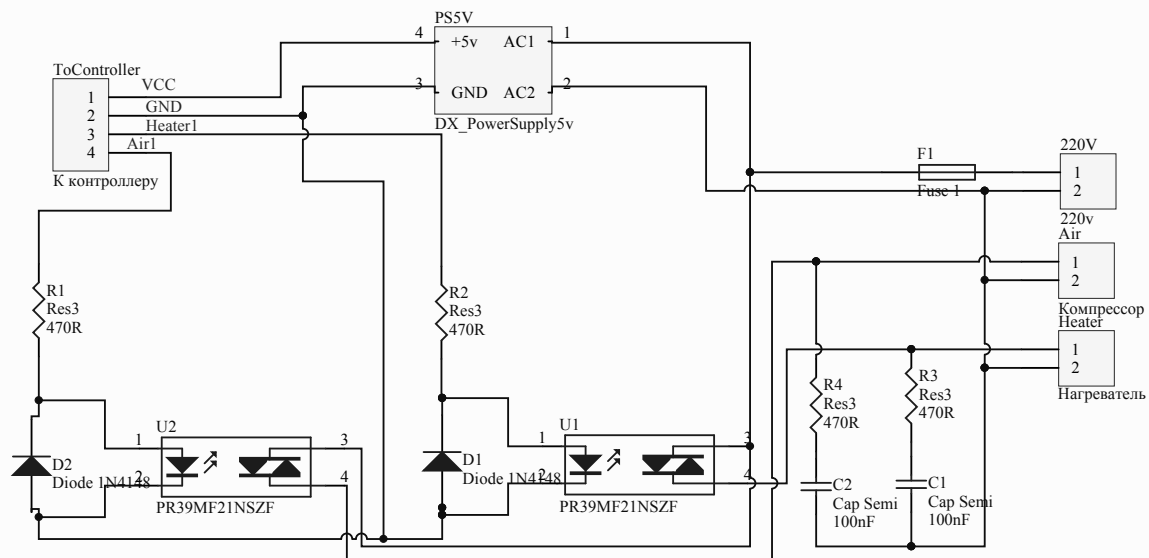 PS5V
4
+5v
AC1
1
3
GND
AC2
2
DX_PowerSupply5v
ToController
1
VCC
2
GND
3
Heater1
4
Air1
К контроллеру
F1
Fuse 1
220V
1
2
220v
Air
1
2
Компрессор
Heater
1
2
Нагреватель
R1
Res3
470R
R2
Res3
470R
R4
Res3
470R
R3
Res3
470R
U2
1
2
3
4
D2
Diode 1N4148
PR39MF21NSZF
U1
1
2
3
4
D1
Diode 1N4148
PR39MF21NSZF
C2
Cap Semi
100nF
C1
Cap Semi
100nF